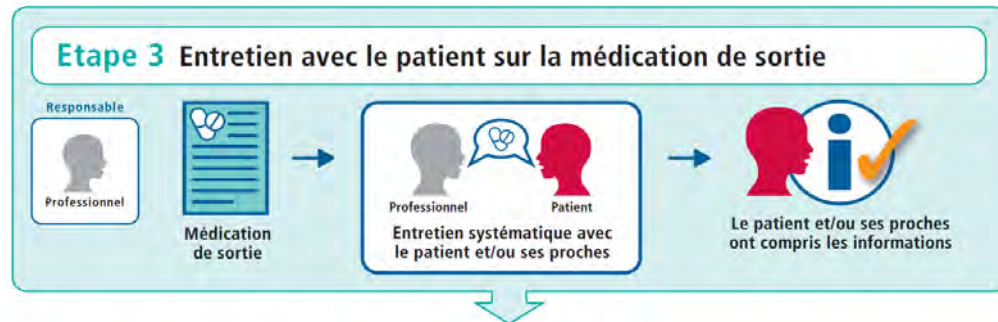 Etape 3 Entretien avec le patient sur la médication de sortie
Responsable
Professionnel
Médication
de sortie
Professionnel
Patient
Entretien systématique avec
le patient et/ou ses proches
Le patient et/ou ses proches
ont compris les informations